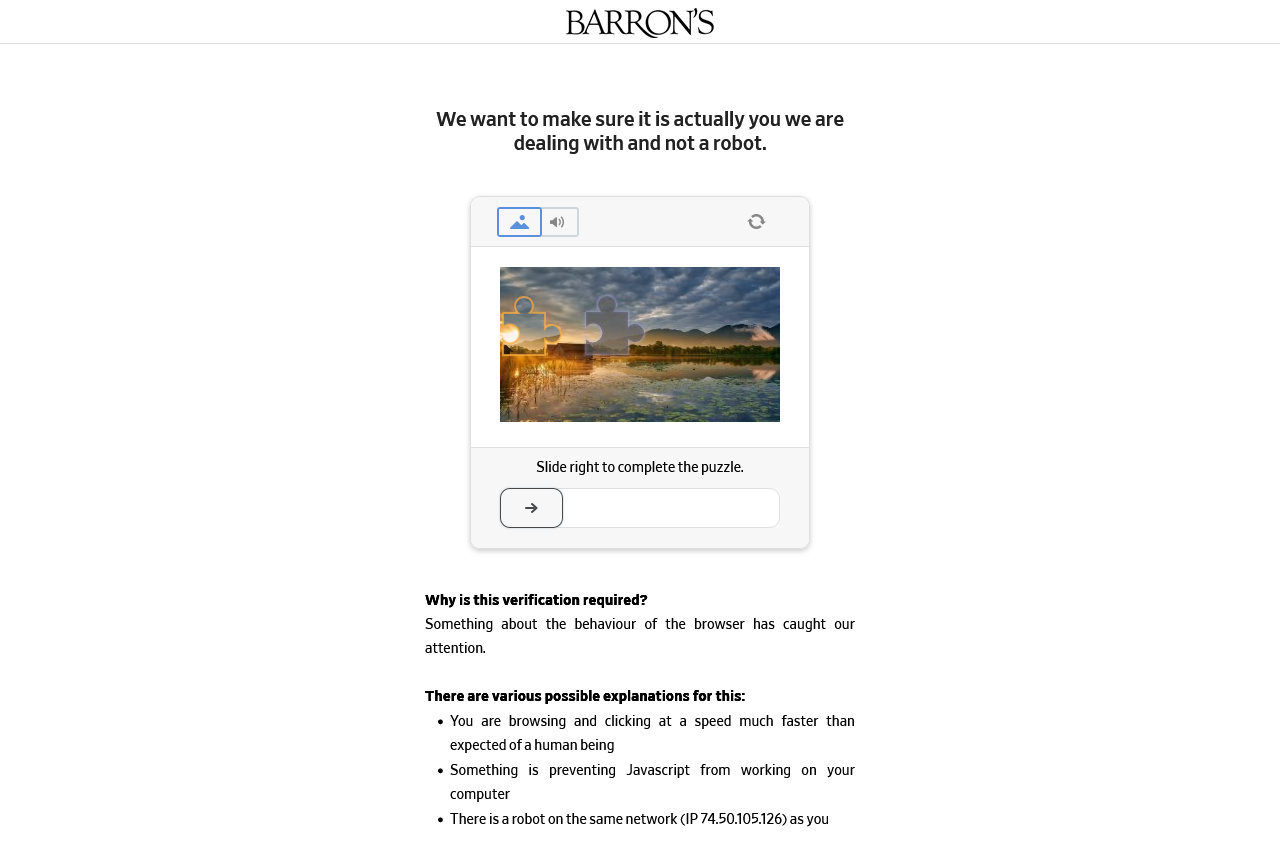 BARRON'S
We want to make sure it is actually you we are
dealing with and not a robot.
Slide right to complete the puzzle.
Why is this verification required?
Something about the behaviour of the browser has caught our
attention.
There are various possible explanations for this:
• You are browsing and clicking at a speed much faster than
expected of a human being
• Something is preventing Javascript from working on your
computer
• There is a robot on the same network (IP 74.50.105.126) as you